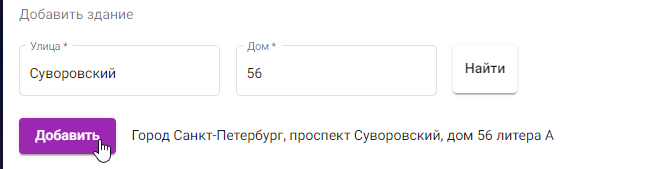 Добавить здание
Улица * Дом *
Суворовский 56 Найти
Добавить Город Санкт-Петербург, проспект Суворовский, дом 56 литера А